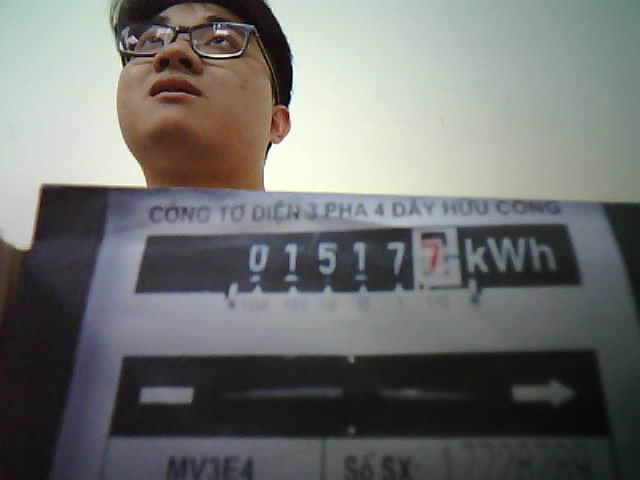 CÔNG TƠ ĐIỆN 3 PHA 4 DÂY HỮU CÔNG
0 1 5 1 7 7 kWh
MV3E4 Số SX: